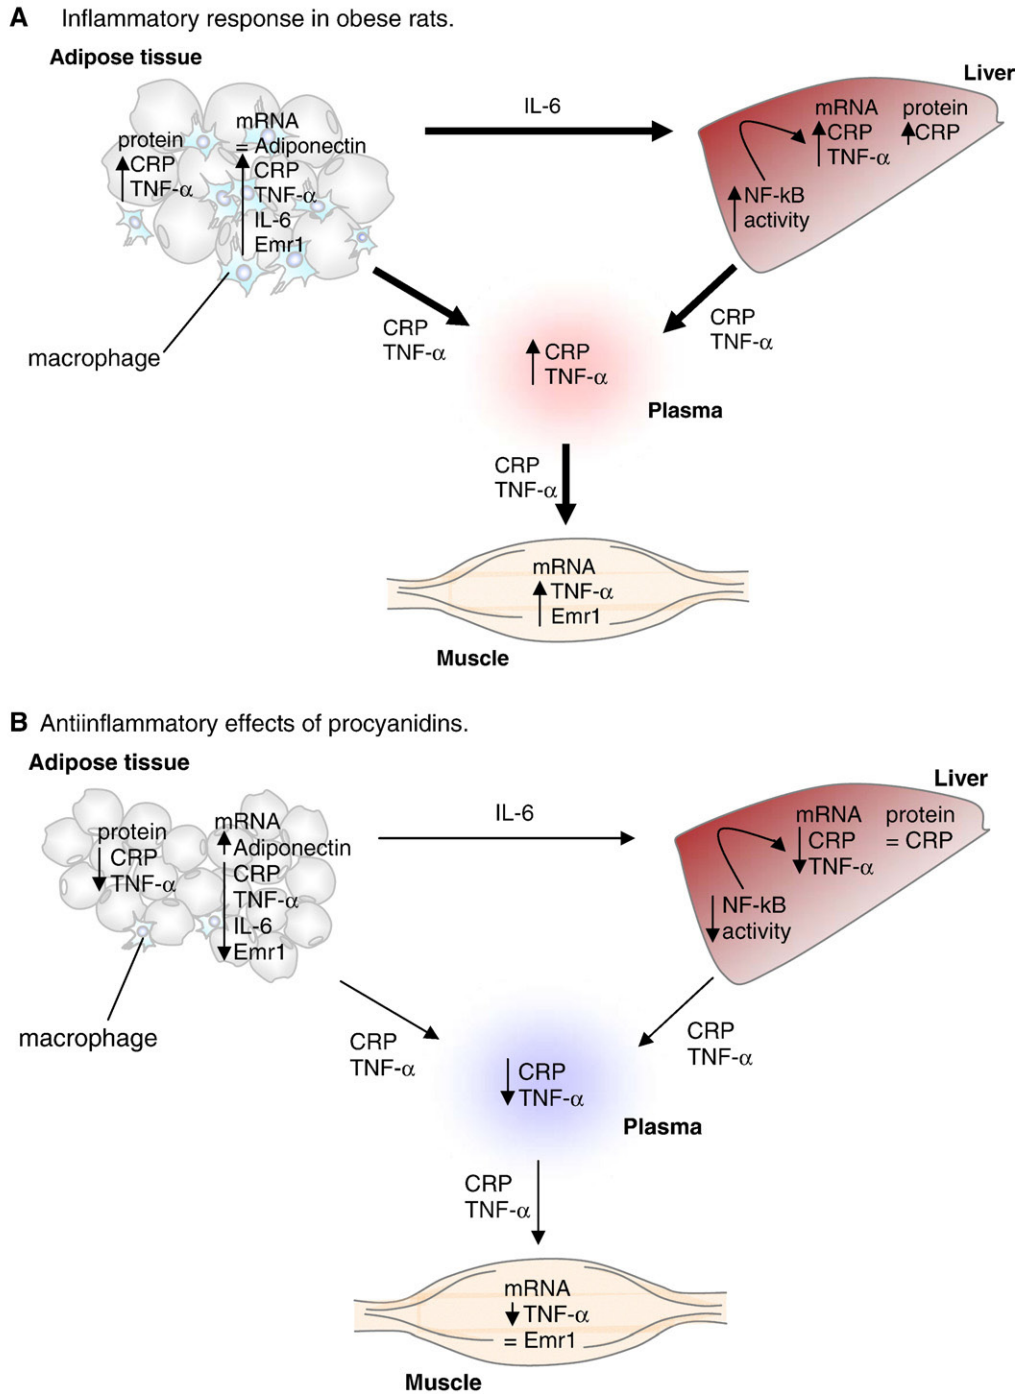 A Inflammatory response in obese rats.
Adipose tissue
protein
CRP
TNF-α
mRNA
= Adiponectin
CRP
TNF-α
IL-6
Emr1
macrophage
IL-6
Liver
mRNA
CRP
TNF-α
protein
CRP
NF-kB
activity
CRP
TNF-α
CRP
TNF-α
CRP
TNF-α
Plasma
CRP
TNF-α
mRNA
TNF-α
Emr1
Muscle
B Antiinflammatory effects of procyanidins.
Adipose tissue
protein
CRP
TNF-α
mRNA
Adiponectin
CRP
TNF-α
IL-6
Emr1
macrophage
IL-6
Liver
mRNA
CRP
TNF-α
protein
= CRP
NF-kB
activity
CRP
TNF-α
CRP
TNF-α
CRP
TNF-α
Plasma
CRP
TNF-α
mRNA
TNF-α
= Emr1
Muscle